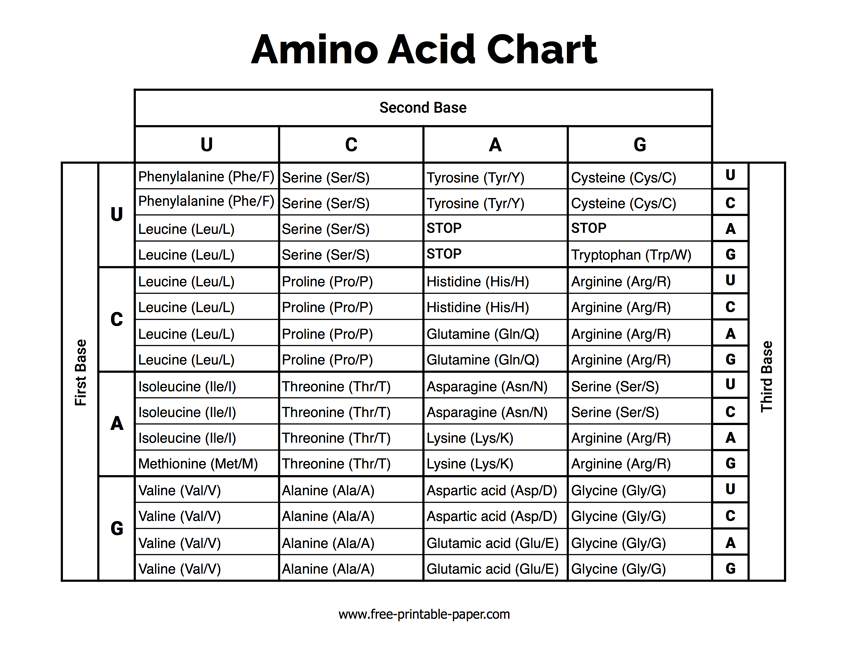 Amino Acid Chart
Second Base
U C A G
First Base
Third Base
U
Phenylalanine (Phe/F) Serine (Ser/S) Tyrosine (Tyr/Y) Cysteine (Cys/C) U
Phenylalanine (Phe/F) Serine (Ser/S) Tyrosine (Tyr/Y) Cysteine (Cys/C) C
Leucine (Leu/L) Serine (Ser/S) STOP STOP A
Leucine (Leu/L) Serine (Ser/S) STOP Tryptophan (Trp/W) G
C
Leucine (Leu/L) Proline (Pro/P) Histidine (His/H) Arginine (Arg/R) U
Leucine (Leu/L) Proline (Pro/P) Histidine (His/H) Arginine (Arg/R) C
Leucine (Leu/L) Proline (Pro/P) Glutamine (Gln/Q) Arginine (Arg/R) A
Leucine (Leu/L) Proline (Pro/P) Glutamine (Gln/Q) Arginine (Arg/R) G
A
Isoleucine (Ile/I) Threonine (Thr/T) Asparagine (Asn/N) Serine (Ser/S) U
Isoleucine (Ile/I) Threonine (Thr/T) Asparagine (Asn/N) Serine (Ser/S) C
Isoleucine (Ile/I) Threonine (Thr/T) Lysine (Lys/K) Arginine (Arg/R) A
Methionine (Met/M) Threonine (Thr/T) Lysine (Lys/K) Arginine (Arg/R) G
G
Valine (Val/V) Alanine (Ala/A) Aspartic acid (Asp/D) Glycine (Gly/G) U
Valine (Val/V) Alanine (Ala/A) Aspartic acid (Asp/D) Glycine (Gly/G) C
Valine (Val/V) Alanine (Ala/A) Glutamic acid (Glu/E) Glycine (Gly/G) A
Valine (Val/V) Alanine (Ala/A) Glutamic acid (Glu/E) Glycine (Gly/G) G
www.free-printable-paper.com